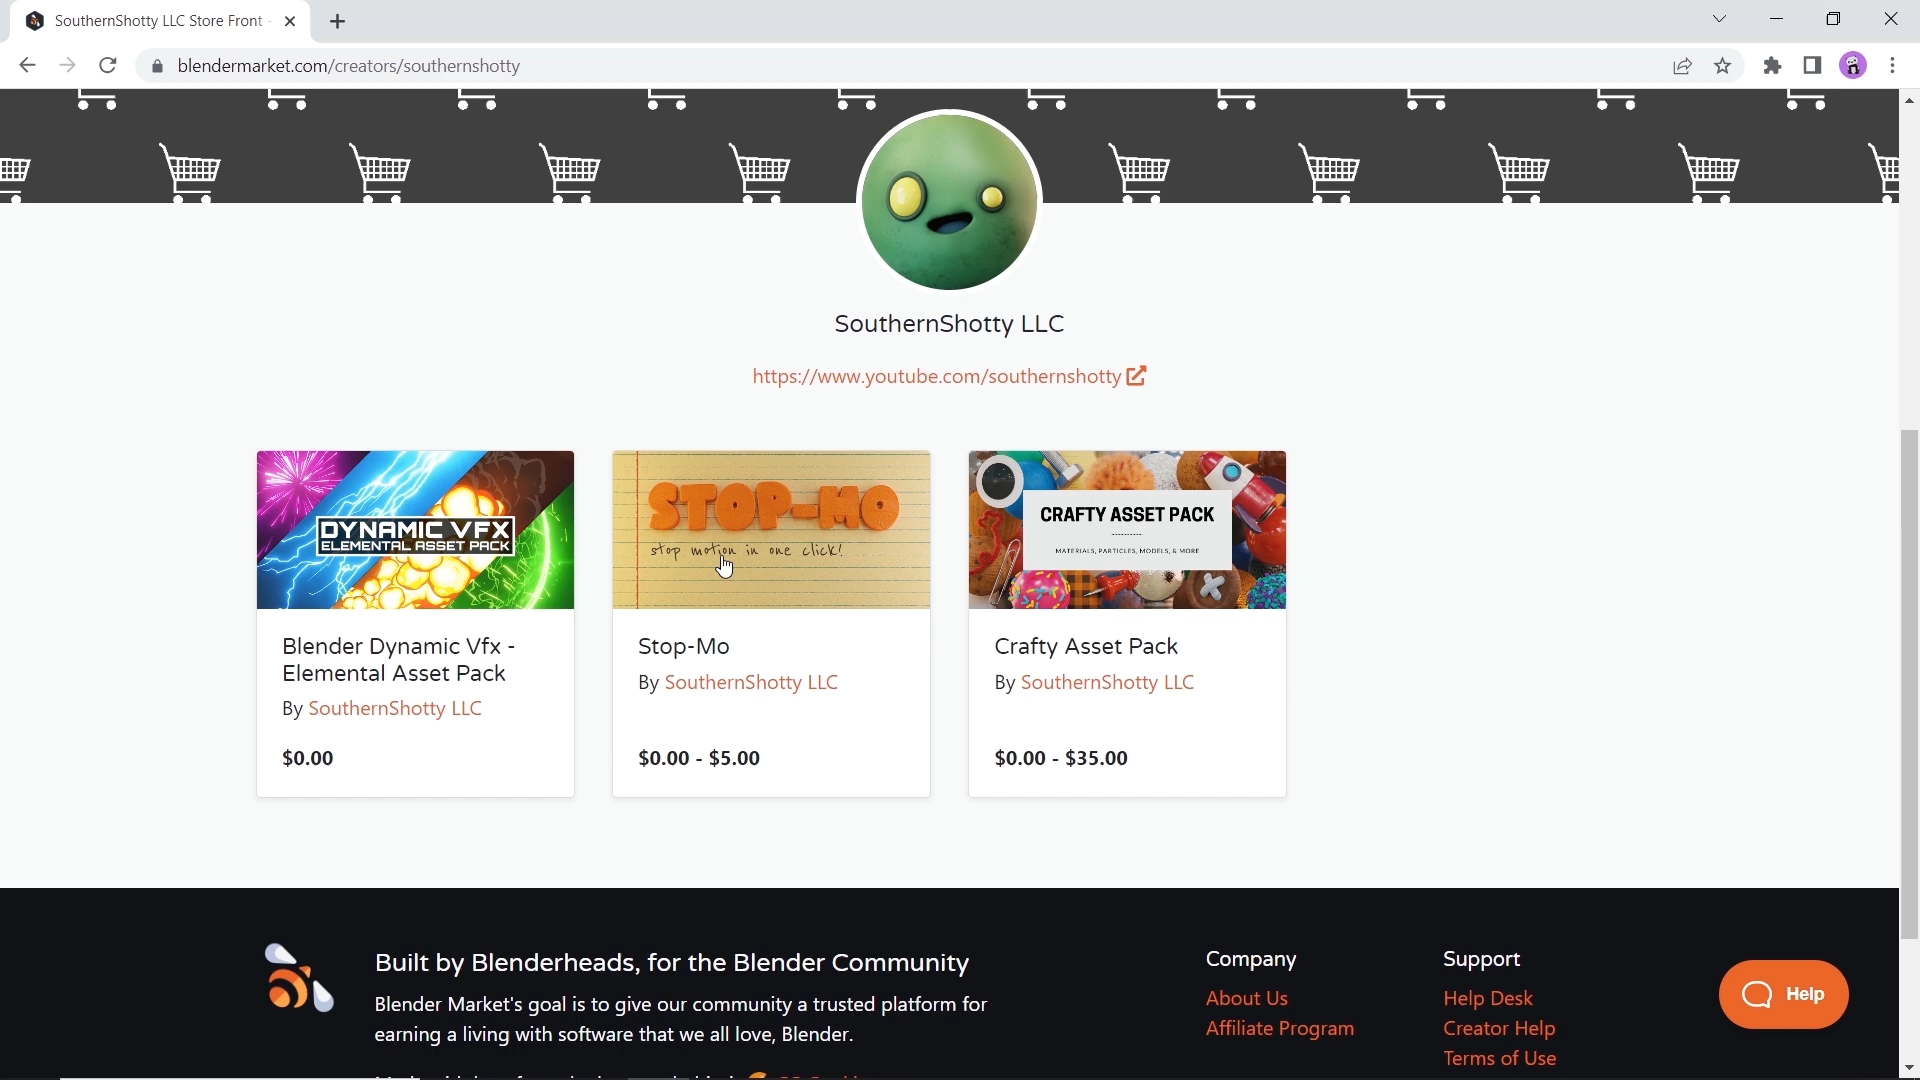 SouthernShotty LLC Store Front -
blendermarket.com/creators/southernshotty
SouthernShotty LLC
https://www.youtube.com/southernshotty
DYNAMIC VFX
ELEMENTAL ASSET PACK
STOP-MO
stop motion in one click!
CRAFTY ASSET PACK
MATERIALS, PARTICLES, MODELS, & MORE
Blender Dynamic Vfx -
Elemental Asset Pack
By SouthernShotty LLC
$0.00
Stop-Mo
By SouthernShotty LLC
$0.00 - $5.00
Crafty Asset Pack
By SouthernShotty LLC
$0.00 - $35.00
Built by Blenderheads, for the Blender Community
Blender Market's goal is to give our community a trusted platform for
earning a living with software that we all love, Blender.
Company
About Us
Affiliate Program
Support
Help Desk
Creator Help
Terms of Use
Help